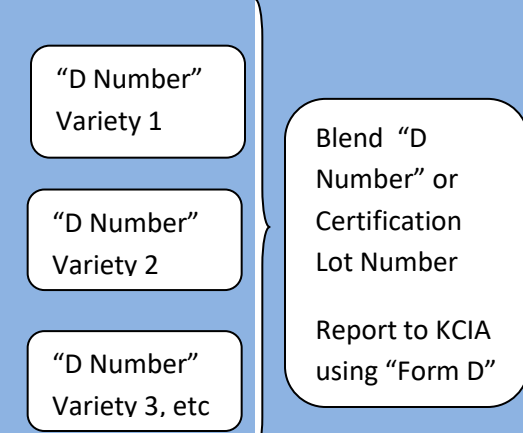 “D Number”
Variety 1
“D Number”
Variety 2
“D Number”
Variety 3, etc
Blend “D
Number” or
Certification
Lot Number
Report to KCIA
using “Form D”